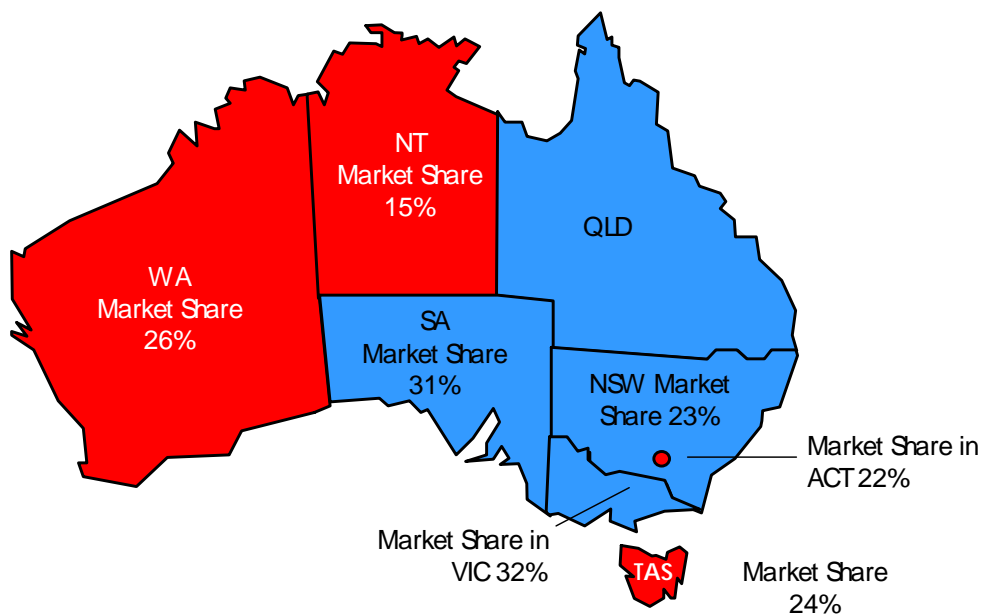 NT
Market Share
15%
QLD
WA
Market Share
26%
SA
Market Share
31%
NSW Market
Share 23%
Market Share in
ACT 22%
Market Share in
VIC 32%
TAS
Market Share
24%